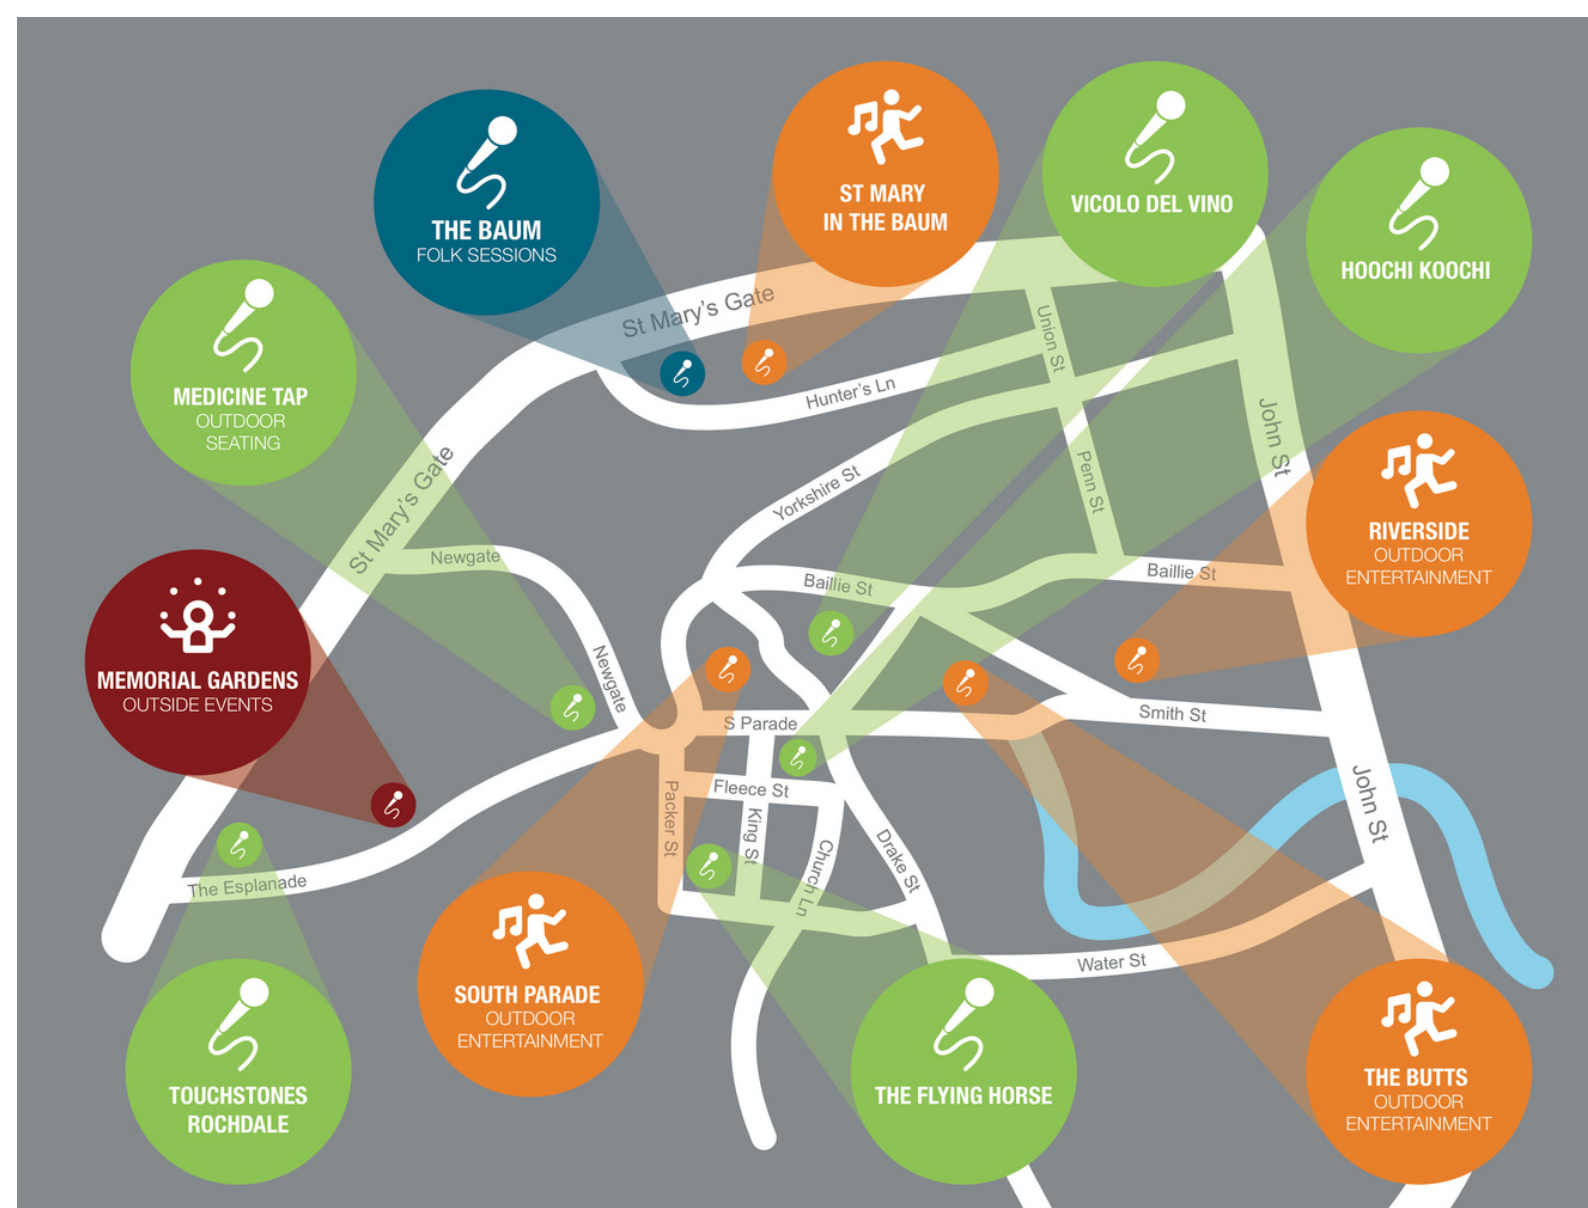 THE BAUM
FOLK SESSIONS
ST MARY
IN THE BAUM
VICOLO DEL VINO
HOOCHI KOOCHI
MEDICINE TAP
OUTDOOR
SEATING
St Mary's Gate
Union St
Hunter's Ln
John St
St Mary's Gate
Yorkshire St
Penn St
RIVERSIDE
OUTDOOR
ENTERTAINMENT
Newgate
Baillie St
Baillie St
MEMORIAL GARDENS
OUTSIDE EVENTS
Newgate
S Parade
Smith St
Packer St
Fleece St
King St
Church Ln
Drake St
John St
The Esplanade
Water St
SOUTH PARADE
OUTDOOR
ENTERTAINMENT
TOUCHSTONES
ROCHDALE
THE FLYING HORSE
THE BUTTS
OUTDOOR
ENTERTAINMENT